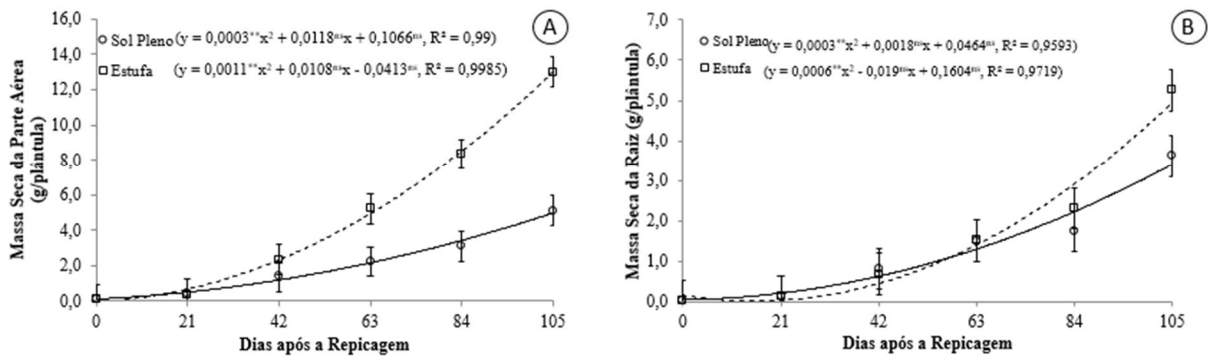 A
16,0
14,0
12,0
10,0
8,0
6,0
4,0
2,0
0,0
Massa Seca da Parte Aérea
(g/plântula)
Sol Pleno (y = 0,0003**x² + 0,0118ⁿˢx + 0,1066ⁿˢ, R² = 0,99)
Estufa (y = 0,0011**x² + 0,0108ⁿˢx - 0,0413ⁿˢ, R² = 0,9985)
0 21 42 63 84 105
Dias após a Repicagem
B
7,0
6,0
5,0
4,0
3,0
2,0
1,0
0,0
Massa Seca da Raiz (g/plântula)
Sol Pleno (y = 0,0003**x² + 0,0018ⁿˢx + 0,0464ⁿˢ, R² = 0,9593)
Estufa (y = 0,0006**x² - 0,019ⁿˢx + 0,1604ⁿˢ, R² = 0,9719)
0 21 42 63 84 105
Dias após a Repicagem